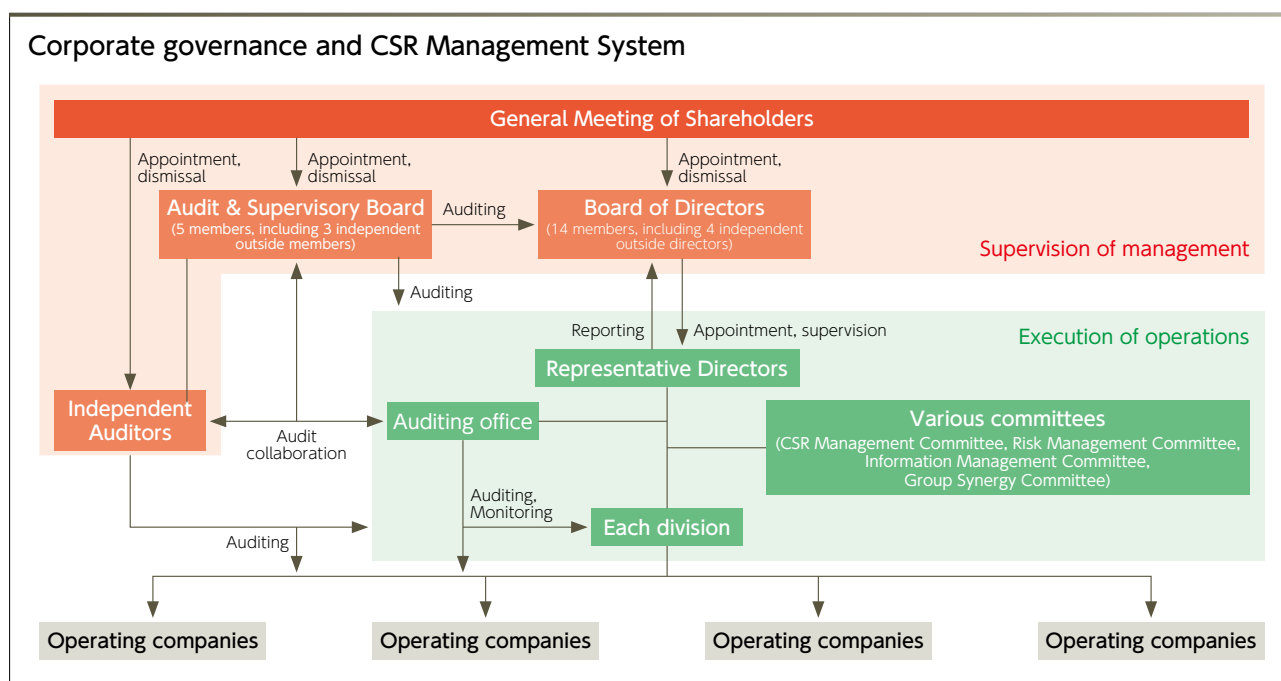 Corporate governance and CSR Management System
General Meeting of Shareholders
Appointment,
dismissal
Appointment,
dismissal
Appointment,
dismissal
Audit & Supervisory Board
(5 members, including 3 independent
outside members)
Auditing
Board of Directors
(14 members, including 4 independent
outside directors)
Supervision of management
Auditing
Reporting
Appointment, supervision
Execution of operations
Representative Directors
Independent
Auditors
Audit
collaboration
Auditing office
Various committees
(CSR Management Committee, Risk Management Committee,
Information Management Committee,
Group Synergy Committee)
Auditing,
Monitoring
Each division
Auditing
Operating companies
Operating companies
Operating companies
Operating companies